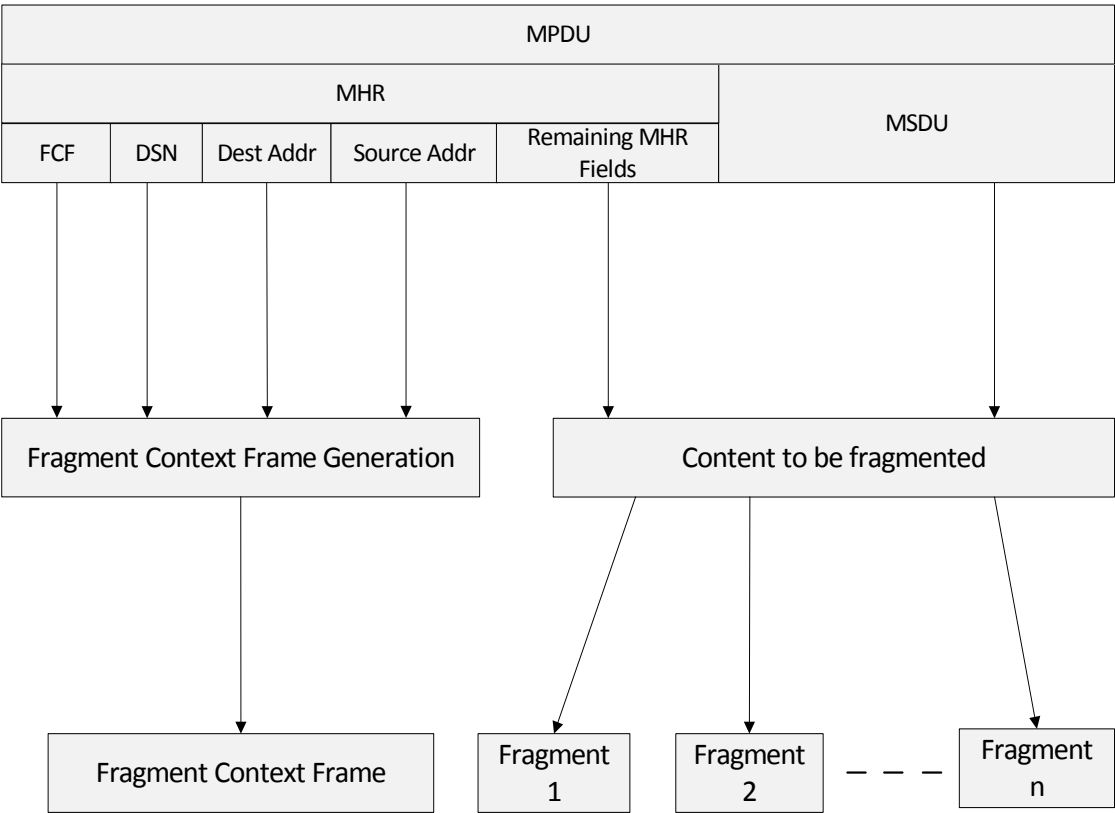 MPDU
MHR
MSDU
FCF
DSN
Dest Addr
Source Addr
Remaining MHR
Fields
Fragment Context Frame Generation
Content to be fragmented
Fragment Context Frame
Fragment
1
Fragment
2
Fragment
n